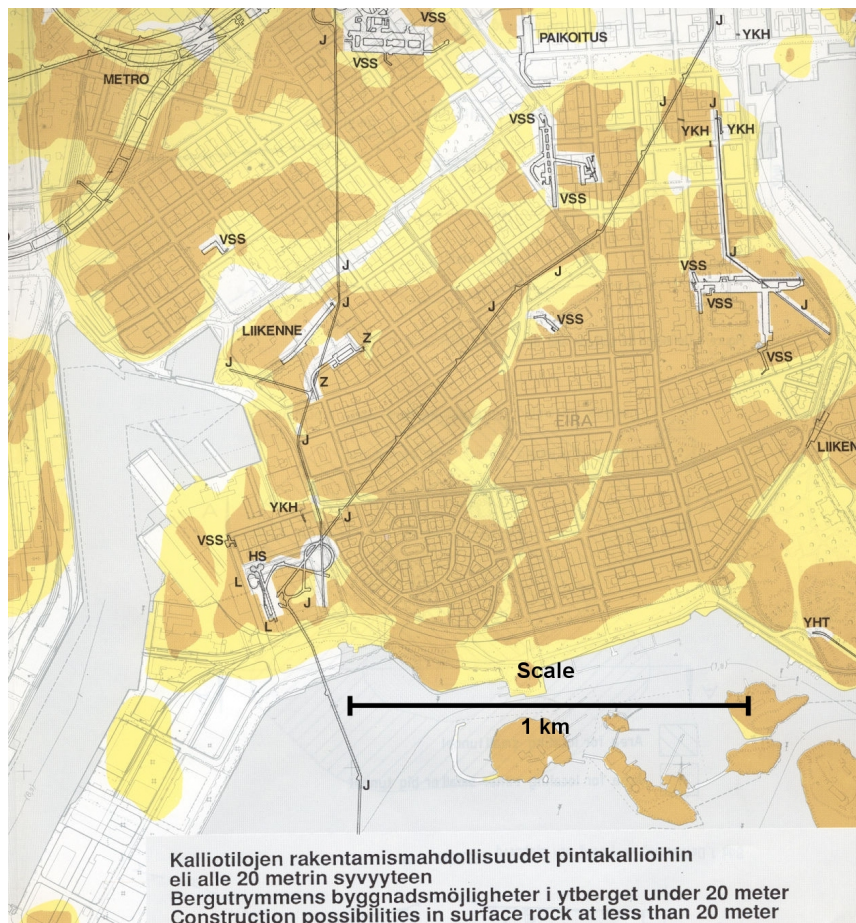 VSS
J
PAIKOITUS
J
YKH
VSS
METRO
J
J
VSS
YKH
YKH
VSS
VSS
J
J
J
VSS
J
J
VSS
J
LIIKENNE
Z
VSS
VSS
J
Z
EIRA
J
LIIKEN
YKH
J
VSS
HS
L
J
L
YHT
Scale
1 km
J
Kalliotilojen rakentamismahdollisuudet pintakallioihin
eli alle 20 metrin syvyyteen
Bergutrymmens byggnadsmöjligheter i ytberget under 20 meter
Construction possibilities in surface rock at less than 20 meter